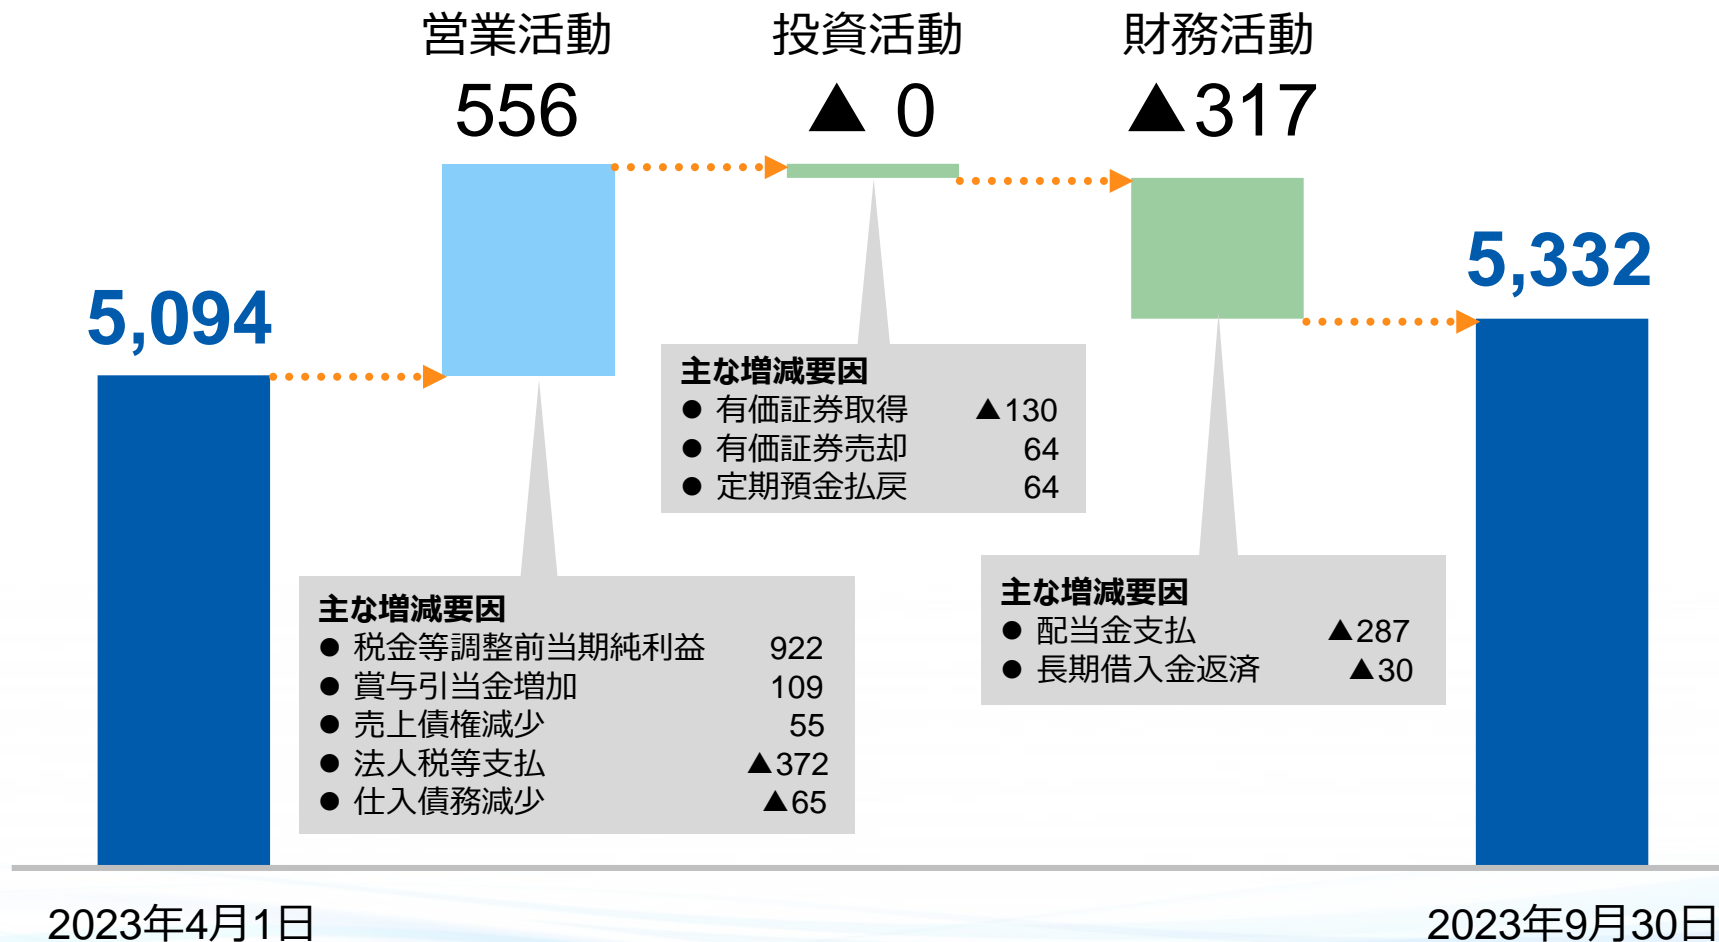 営業活動
556
投資活動
▲ 0
財務活動
▲317
5,094
5,332
主な増減要因
● 有価証券取得 ▲130
● 有価証券売却 64
● 定期預金払戻 64
主な増減要因
● 税金等調整前当期純利益 922
● 賞与引当金増加 109
● 売上債権減少 55
● 法人税等支払 ▲372
● 仕入債務減少 ▲65
主な増減要因
● 配当金支払 ▲287
● 長期借入金返済 ▲30
2023年4月1日
2023年9月30日